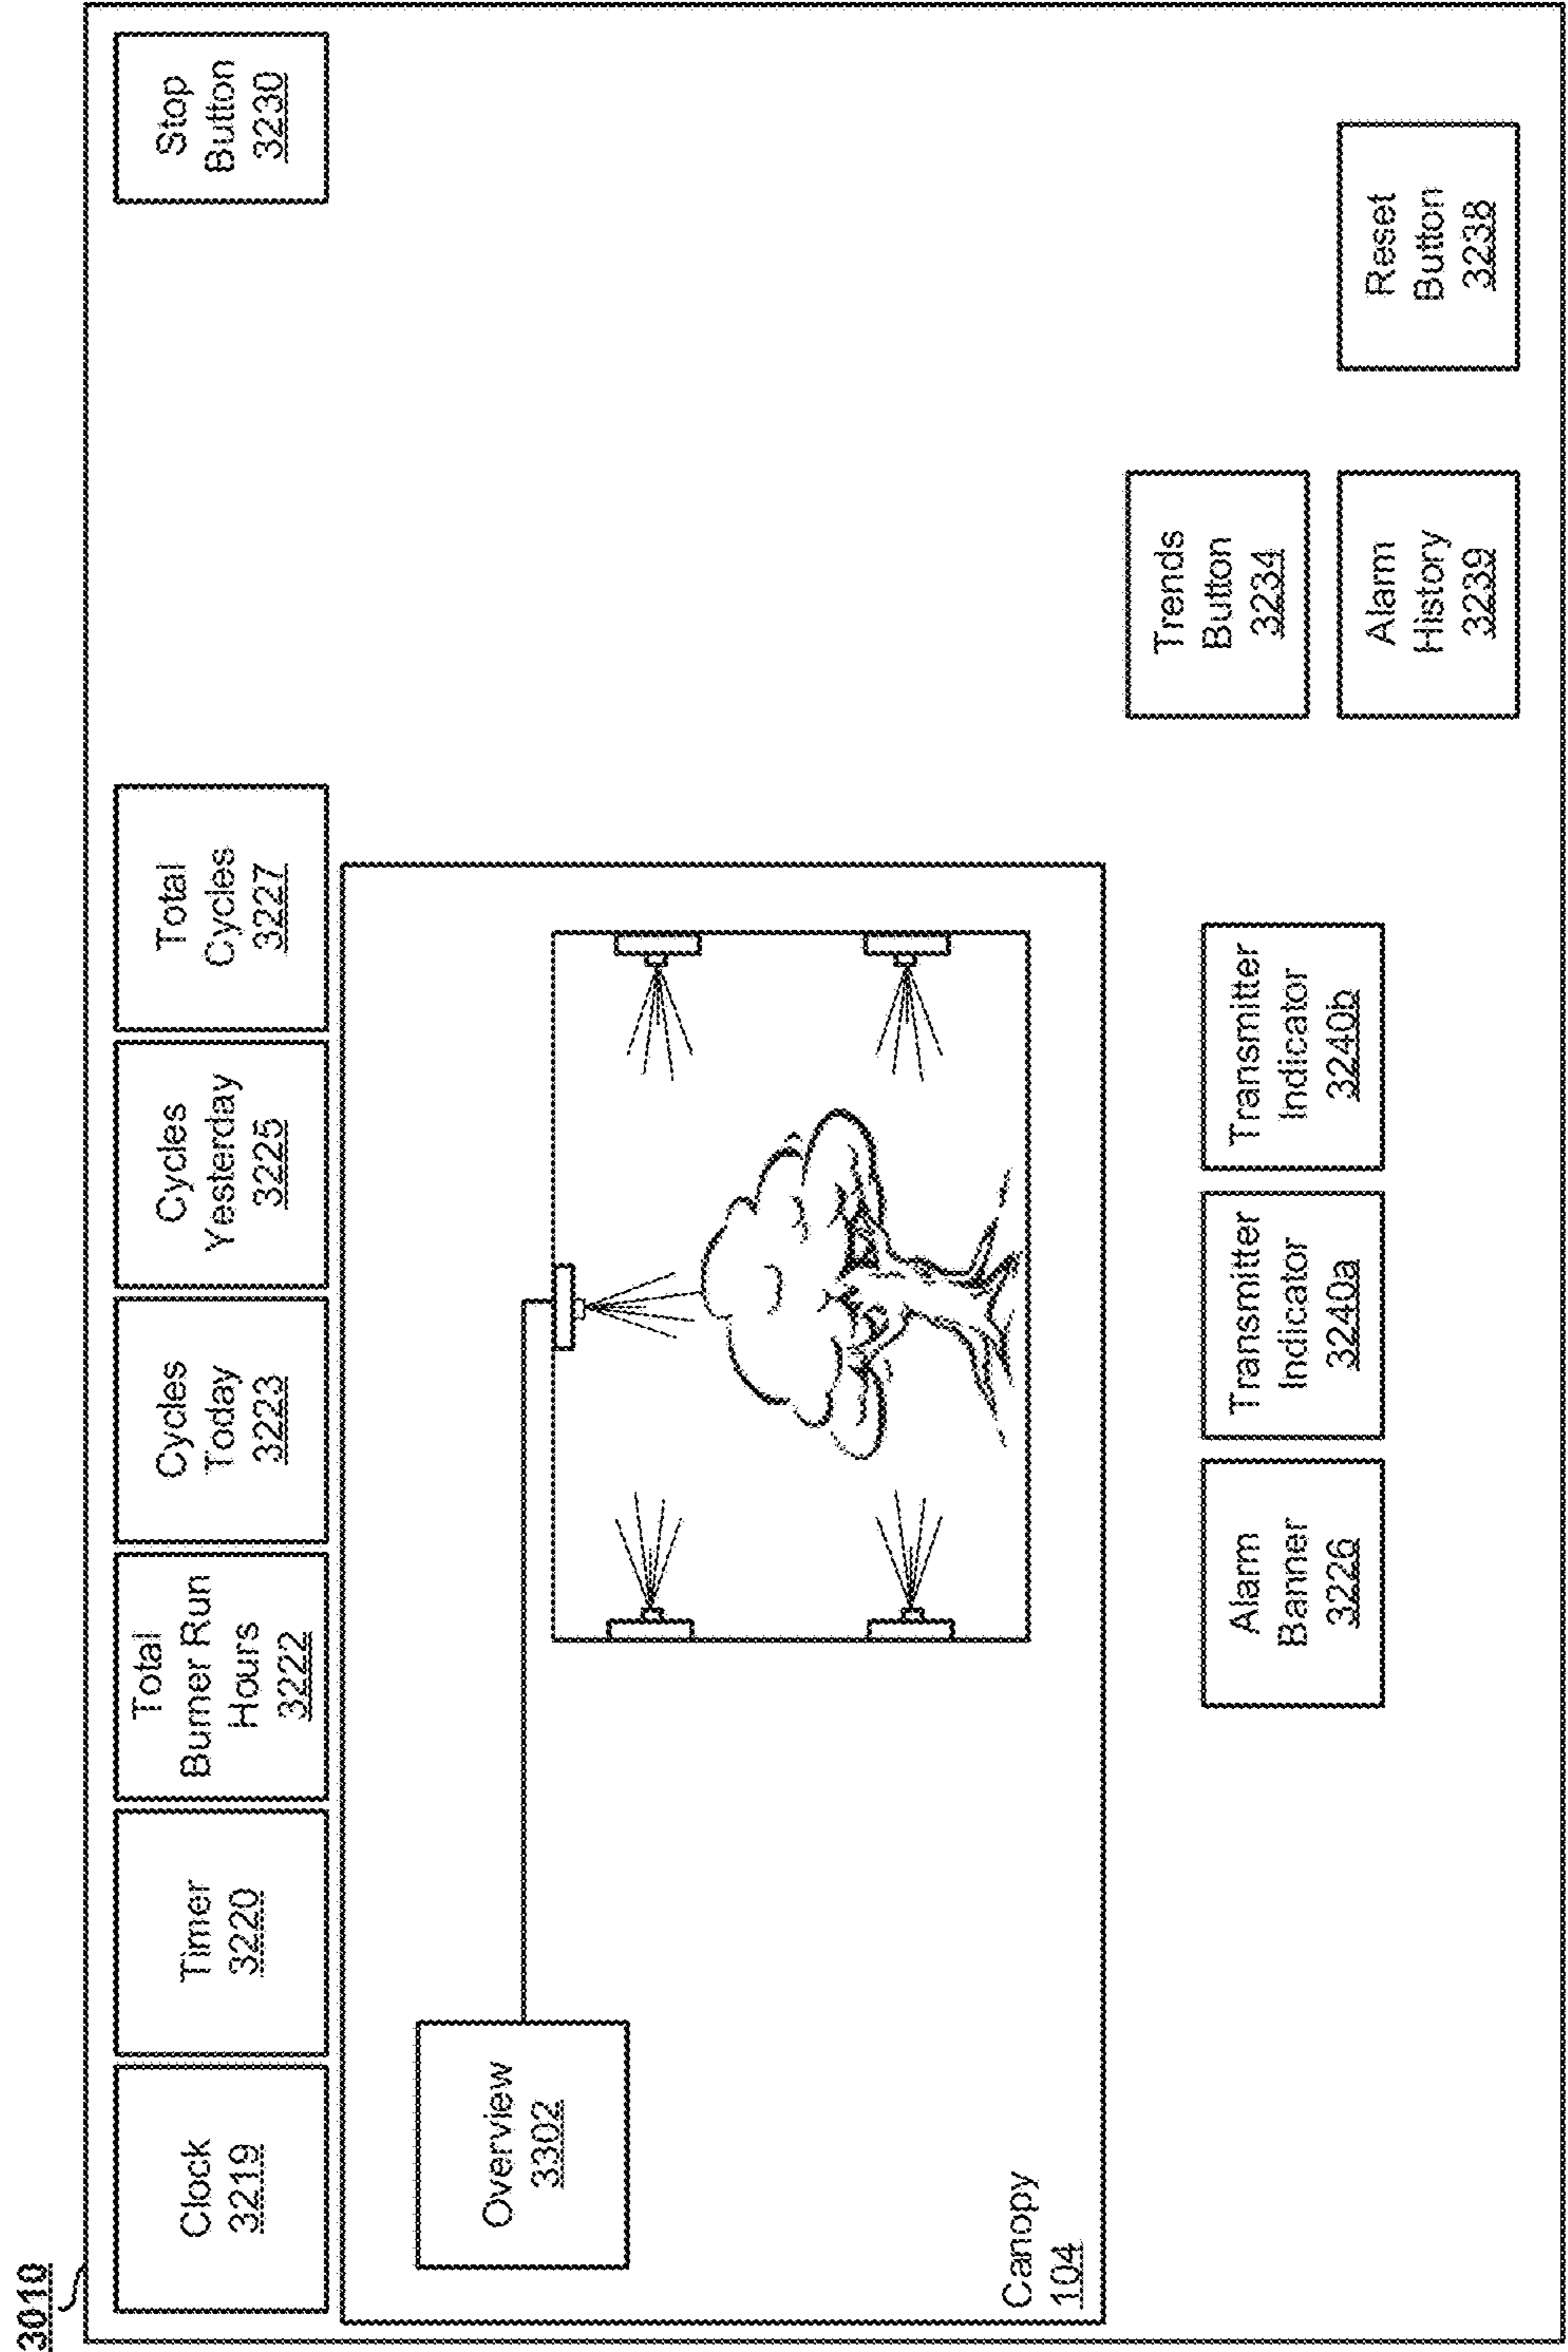 3010
Clock
3219
Timer
3220
Total
Burner Run
Hours
3222
Cycles
Today
3223
Cycles
Yesterday
3225
Total
Cycles
3227
Stop
Button
3230
Overview
3302
Canopy
104
Alarm
Banner
3226
Transmitter
Indicator
3240a
Transmitter
Indicator
3240b
Trends
Button
3234
Alarm
History
3239
Reset
Button
3238